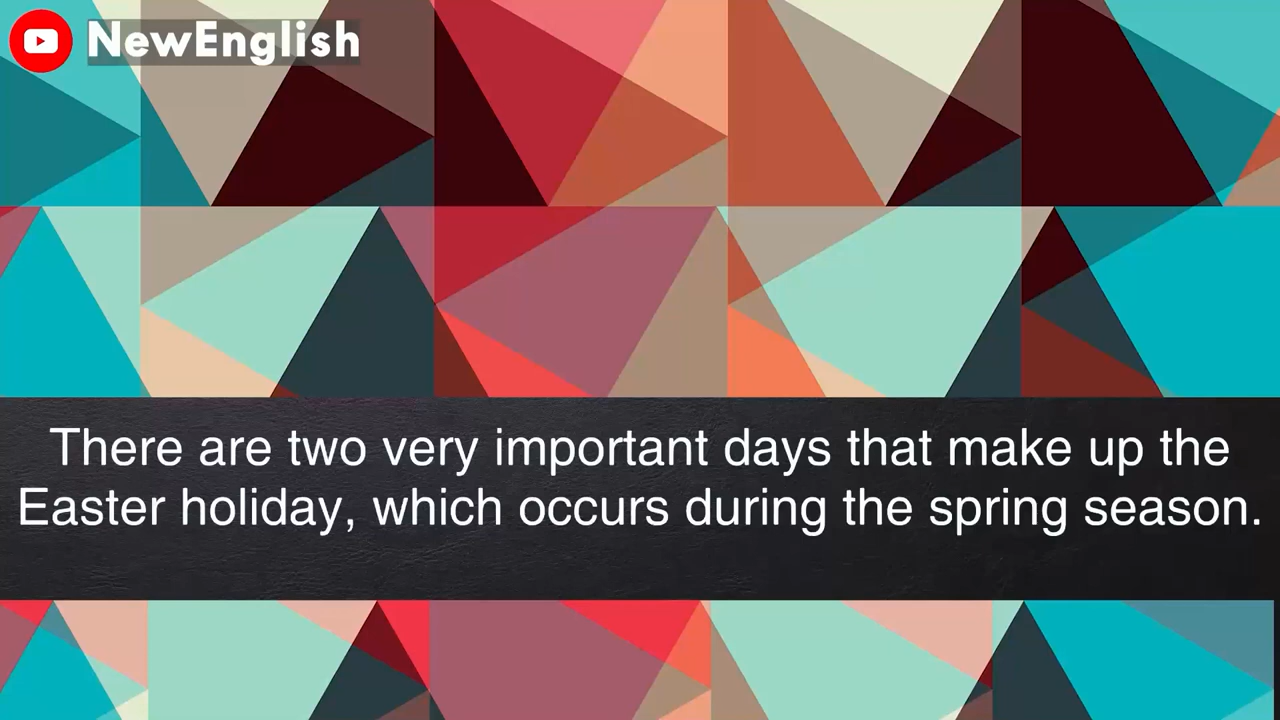 NewEnglish
There are two very important days that make up the
Easter holiday, which occurs during the spring season.